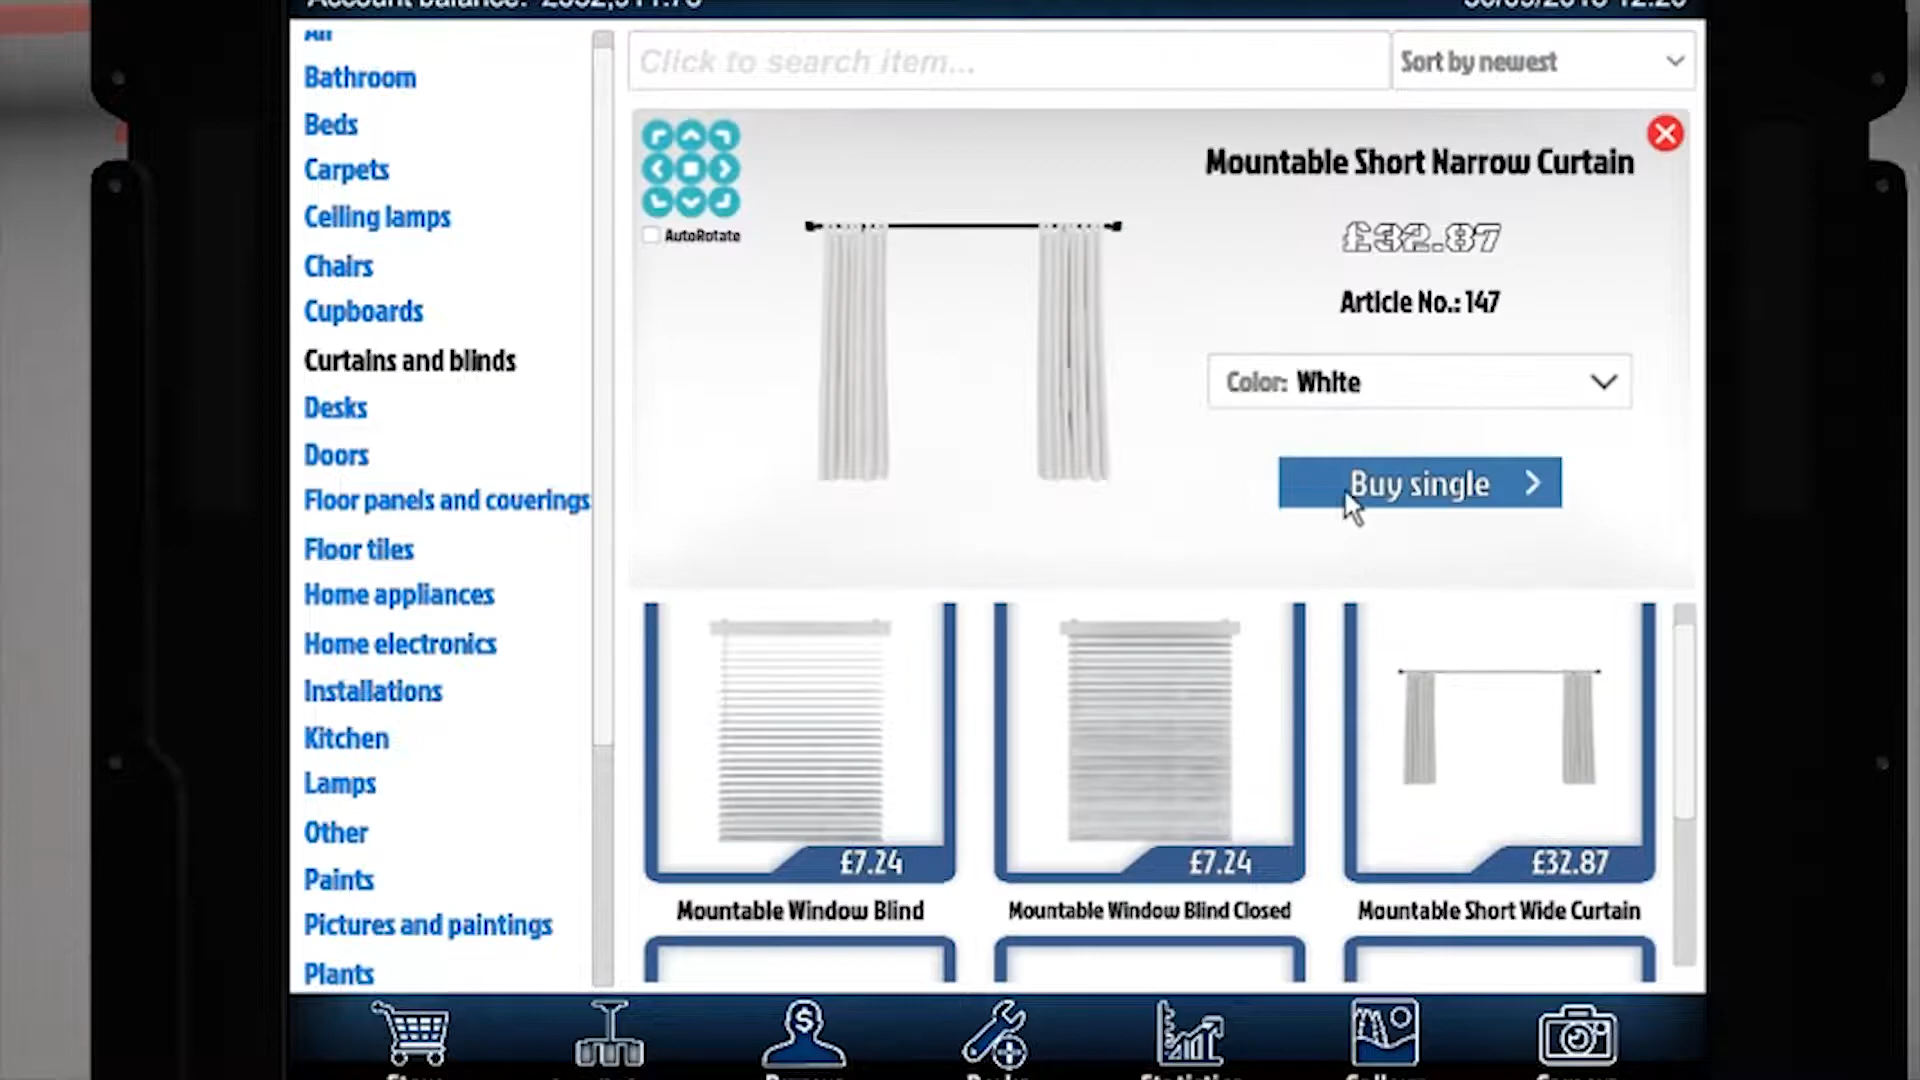 All
Bathroom
Beds
Carpets
Ceiling lamps
Chairs
Cupboards
Curtains and blinds
Desks
Doors
Floor panels and coverings
Floor tiles
Home appliances
Home electronics
Installations
Kitchen
Lamps
Other
Paints
Pictures and paintings
Plants
Click to search item...
Sort by newest
AutoRotate
Mountable Short Narrow Curtain
£32.87
Article No.: 147
Color: White
Buy single
£7.24
£7.24
£32.87
Mountable Window Blind
Mountable Window Blind Closed
Mountable Short Wide Curtain